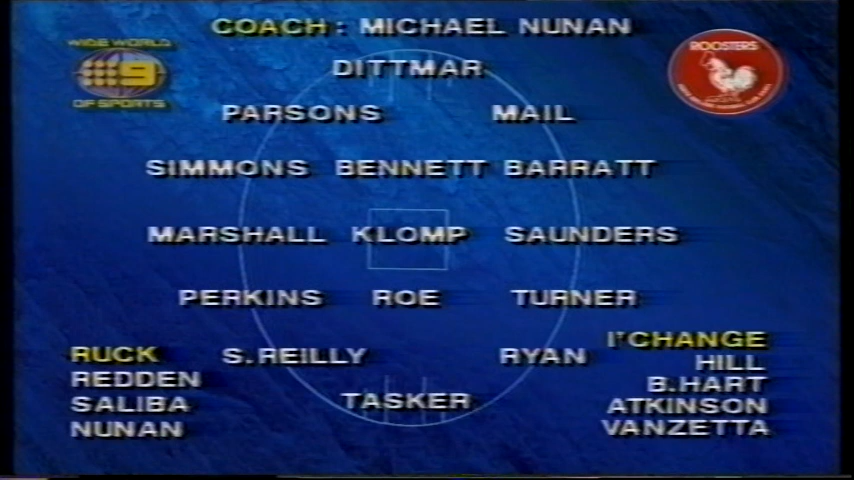 COACH : MICHAEL NUNAN
WIDE WORLD
9
OF SPORTS
ROOSTERS
DITTMAR
PARSONS MAIL
SIMMONS BENNETT BARRATT
MARSHALL KLOMP SAUNDERS
PERKINS ROE TURNER
S.REILLY RYAN
TASKER
RUCK
REDDEN
SALIBA
NUNAN
I'CHANGE
HILL
B.HART
ATKINSON
VANZETTA